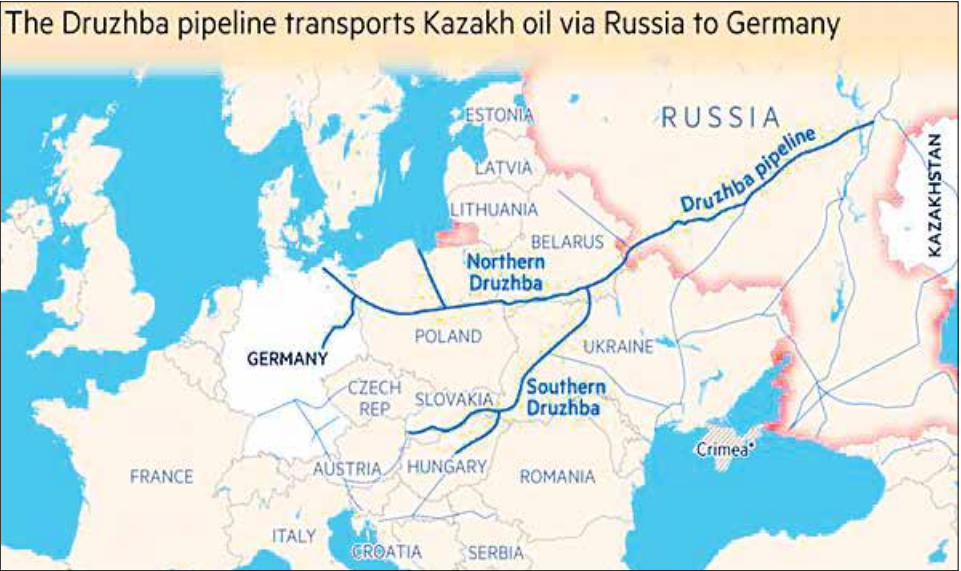 The Druzhba pipeline transports Kazakh oil via Russia to Germany
ESTONIA
RUSSIA
Druzhba pipeline
KAZAKHSTAN
LATVIA
LITHUANIA
BELARUS
Northern
Druzhba
POLAND
UKRAINE
GERMANY
CZECH
REP
SLOVAKIA
Southern
Druzhba
Crimea*
FRANCE
AUSTRIA
HUNGARY
ROMANIA
ITALY
CROATIA
SERBIA